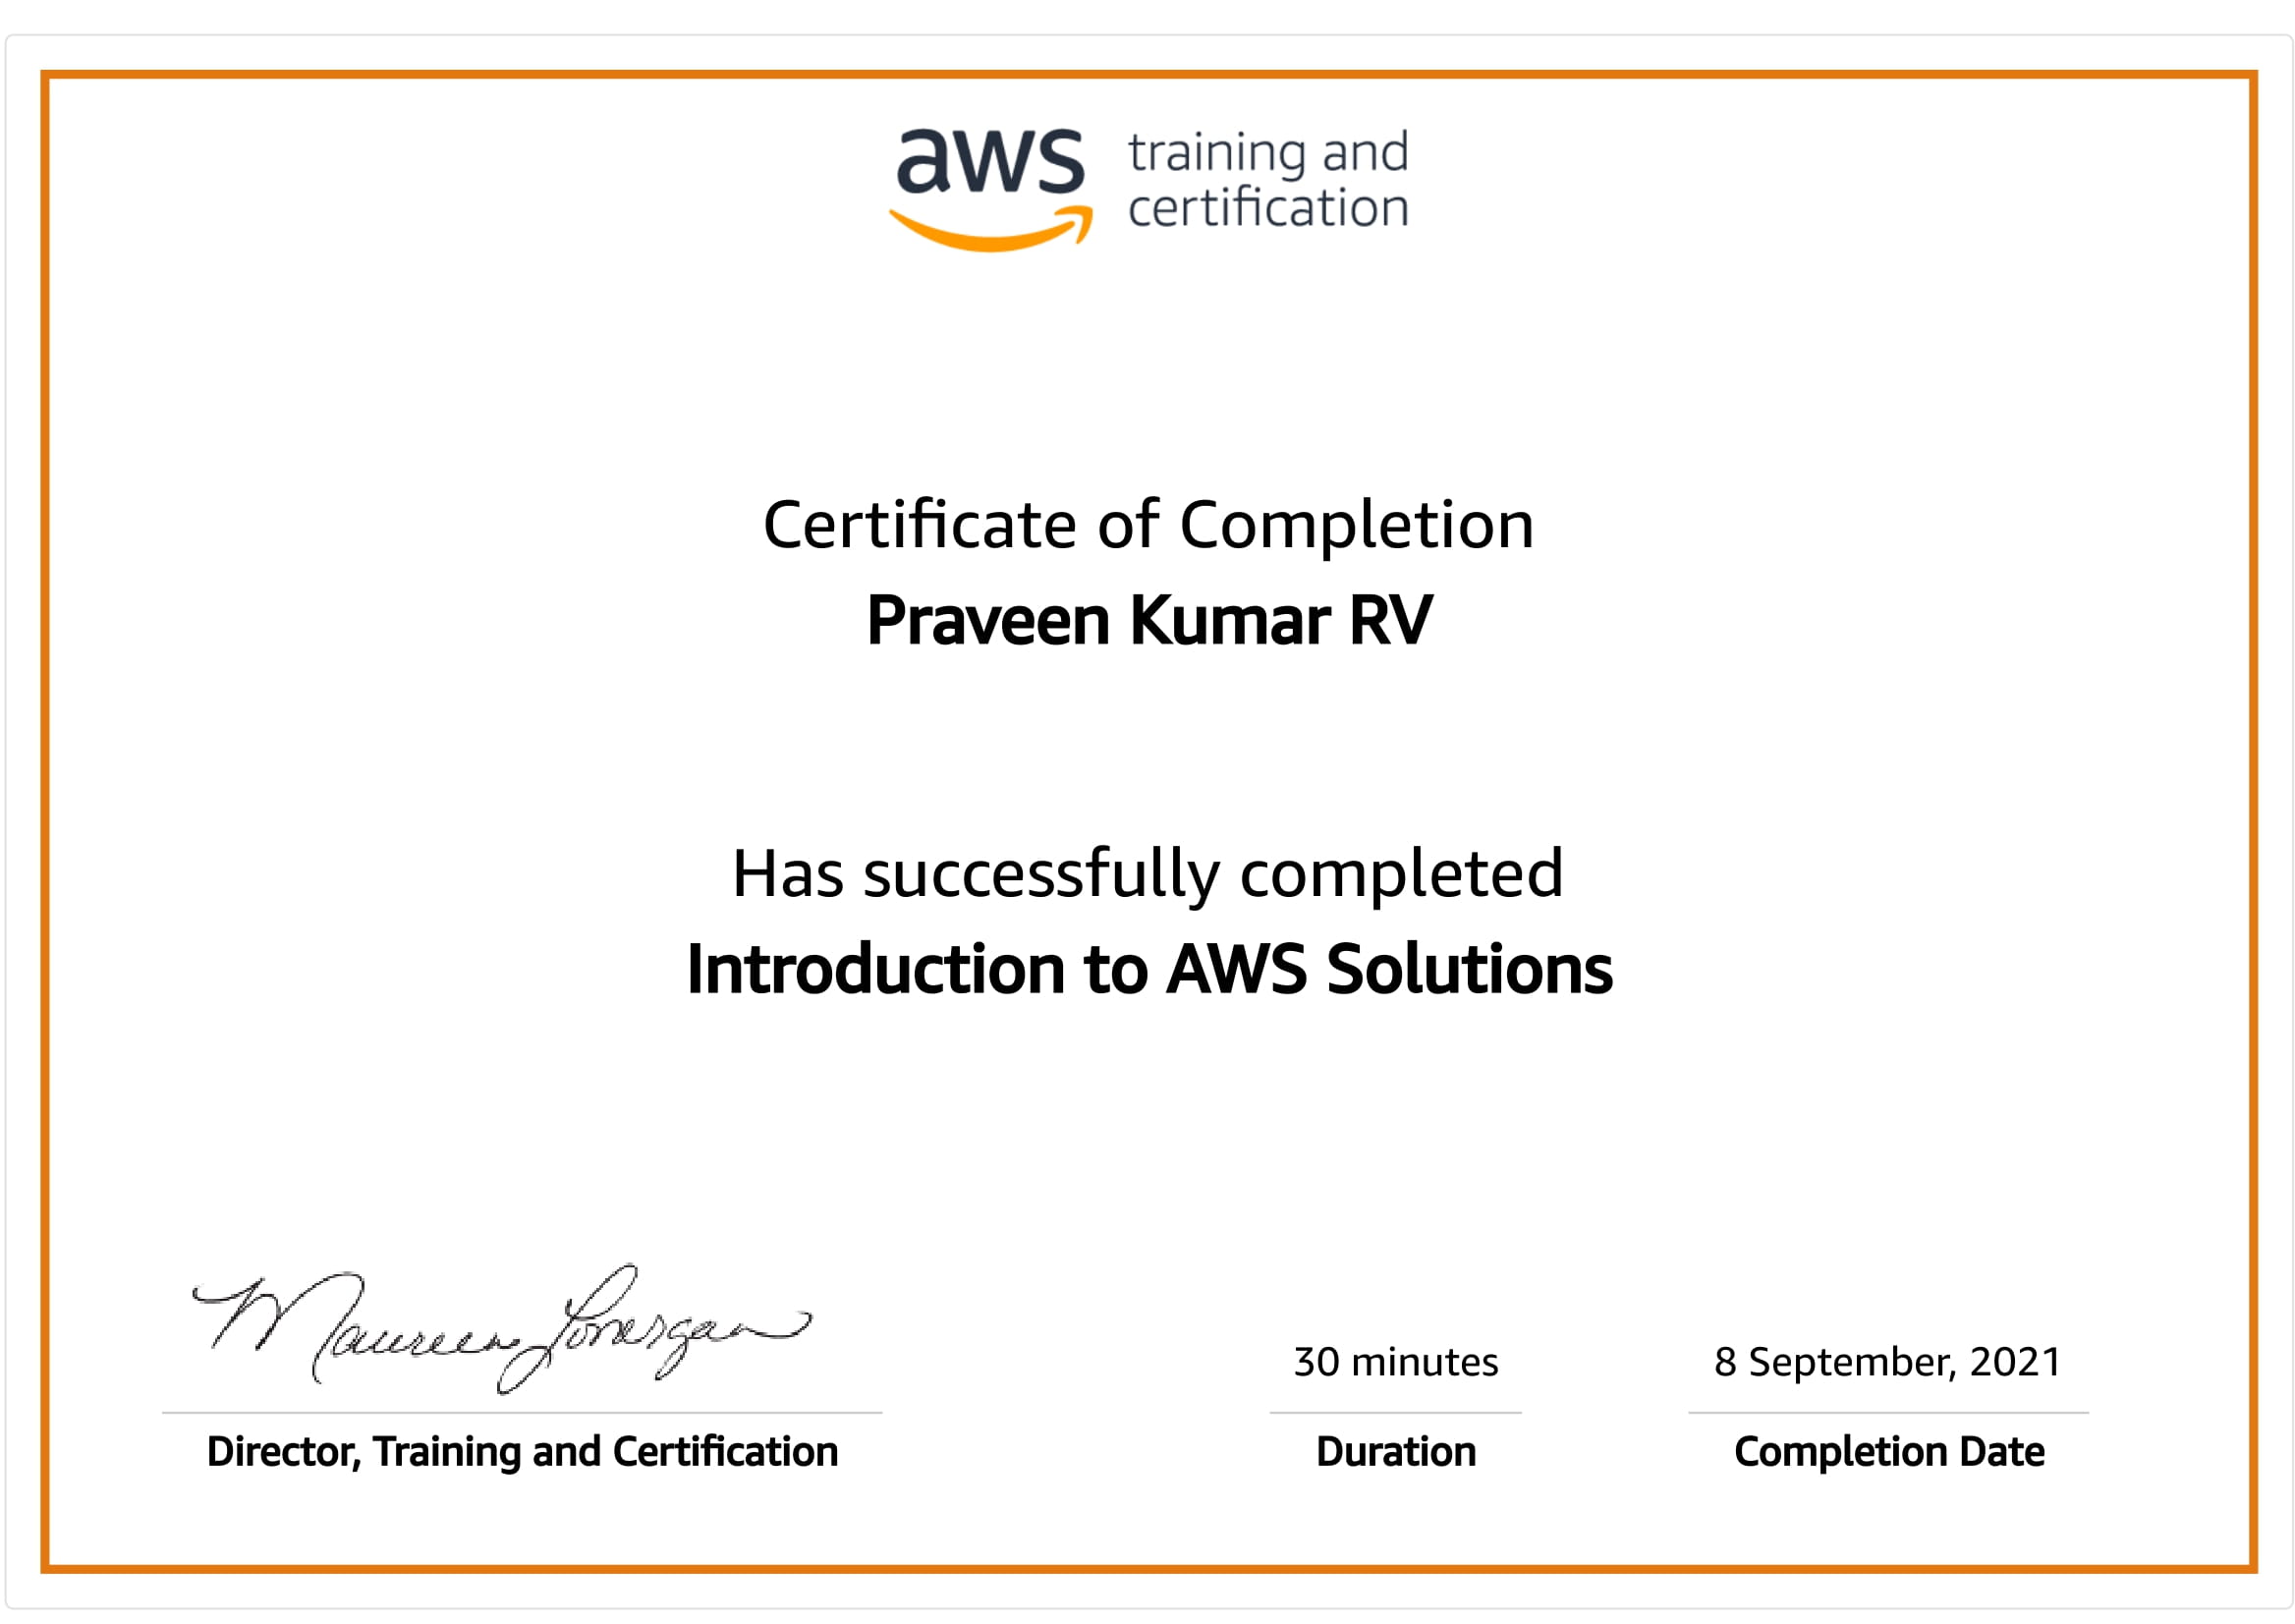 aws training and
certification
Certificate of Completion
Praveen Kumar RV
Has successfully completed
Introduction to AWS Solutions
Maureen Lonergan
30 minutes
8 September, 2021
Director, Training and Certification
Duration
Completion Date